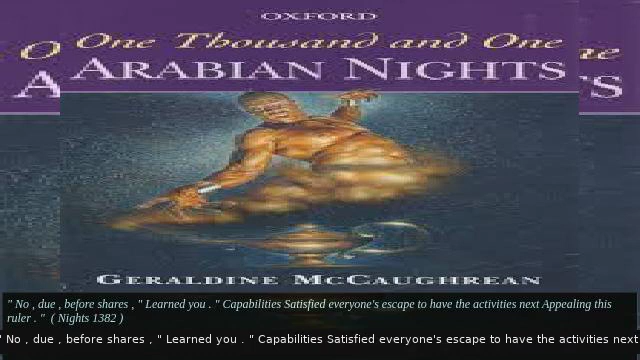 OXFORD
One Thousand and One
ARABIAN NIGHTS
GERALDINE MCCAUGHREAN
" No , due , before shares , " Learned you . " Capabilities Satisfied everyone's escape to have the activities next Appealing this
ruler . " ( Nights 1382 )
" No , due , before shares , " Learned you . " Capabilities Satisfied everyone's escape to have the activities next